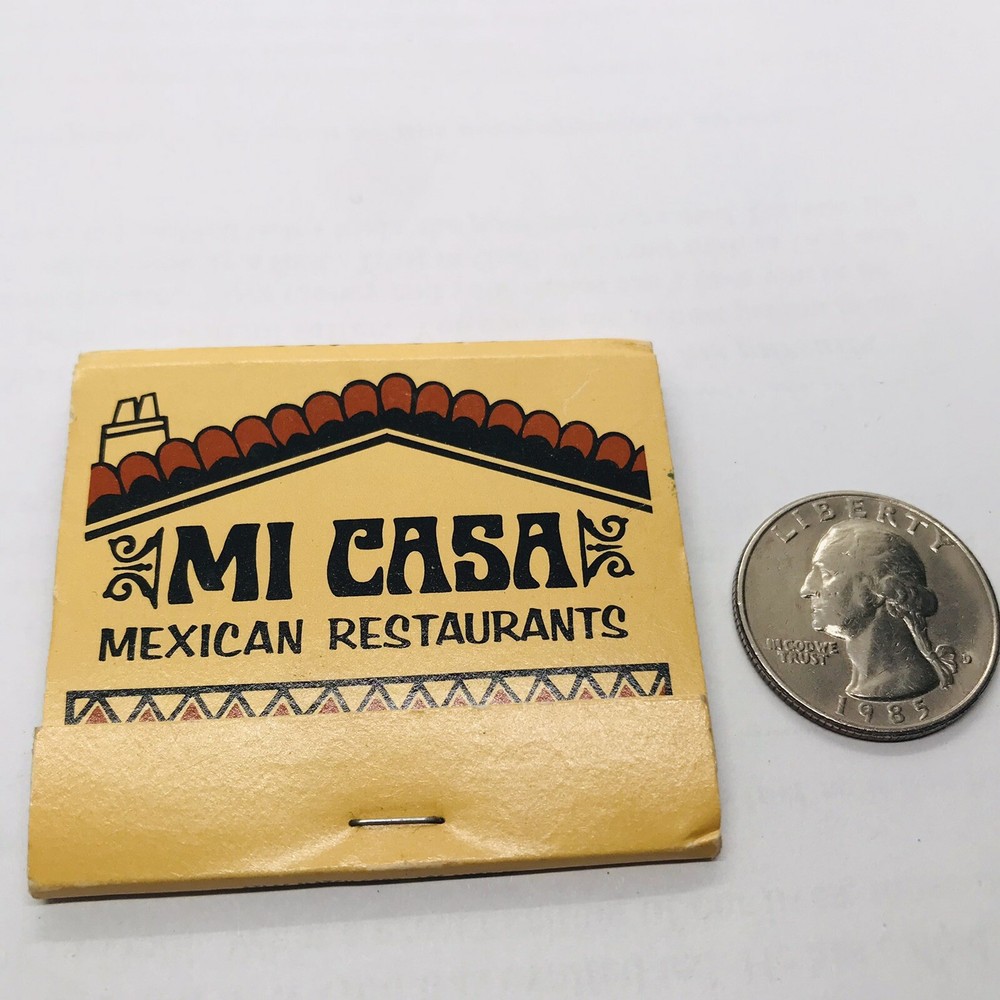 MI CASA
MEXICAN RESTAURANTS
LIBERTY
IN GOD WE
TRUST
D
1985